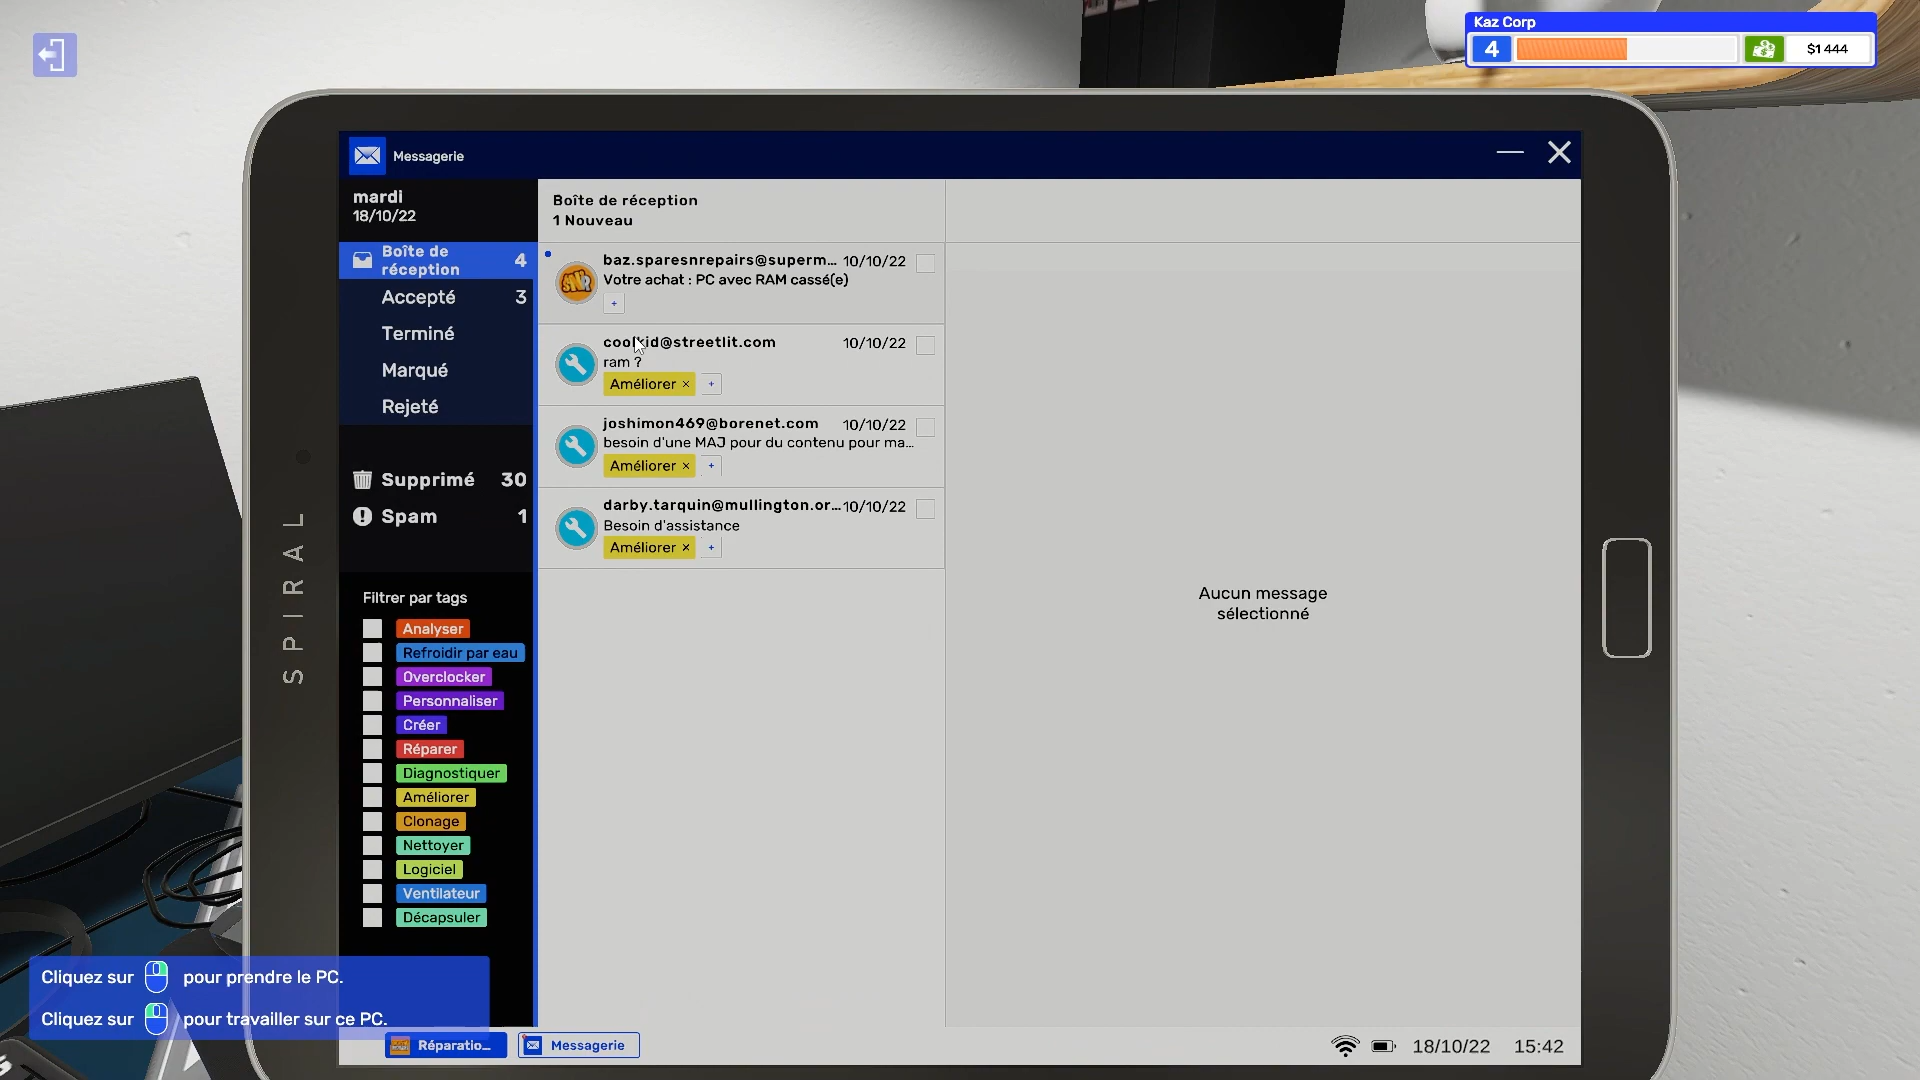 Kaz Corp
4
$1 444
Messagerie
mardi
18/10/22
Boîte de réception 4
Accepté 3
Terminé
Marqué
Rejeté
Supprimé 30
Spam 1
Filtrer par tags
Analyser
Refroidir par eau
Overclocker
Personnaliser
Créer
Réparer
Diagnostiquer
Améliorer
Clonage
Nettoyer
Logiciel
Ventilateur
Décapsuler
Boîte de réception
1 Nouveau
baz.sparesnrepairs@superm... 10/10/22
Votre achat : PC avec RAM cassé(e)
+
coolkid@streetlit.com 10/10/22
ram ?
Améliorer × +
joshimon469@borenet.com 10/10/22
besoin d'une MAJ pour du contenu pour ma...
Améliorer × +
darby.tarquin@mullington.or... 10/10/22
Besoin d'assistance
Améliorer × +
Aucun message
sélectionné
SPIRAL
Cliquez sur pour prendre le PC.
Cliquez sur pour travailler sur ce PC.
Réparatio...
Messagerie
18/10/22 15:42